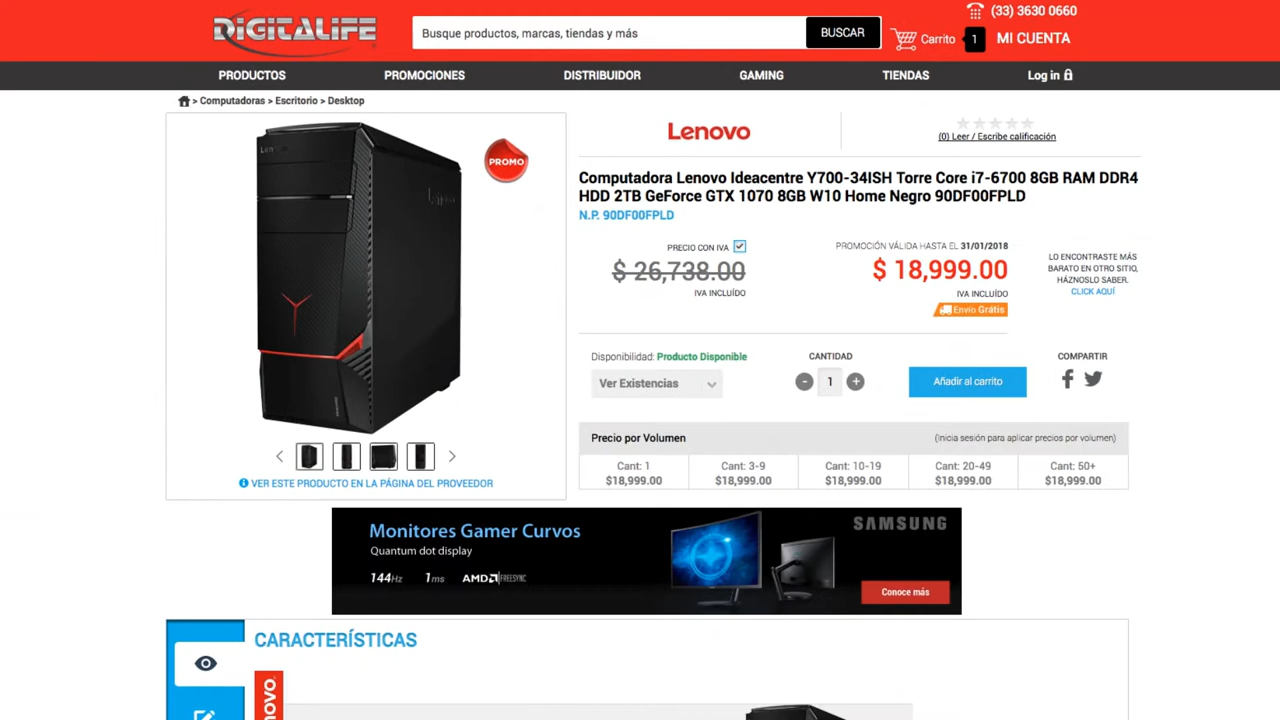 DIGITALIFE
Busque productos, marcas, tiendas y más
BUSCAR
(33) 3630 0660
Carrito
1
MI CUENTA
PRODUCTOS
PROMOCIONES
DISTRIBUIDOR
GAMING
TIENDAS
Log in
> Computadoras > Escritorio > Desktop
Lenovo
PROMO
VER ESTE PRODUCTO EN LA PÁGINA DEL PROVEEDOR
Lenovo
(0) Leer / Escribe calificación
Computadora Lenovo Ideacentre Y700-34ISH Torre Core i7-6700 8GB RAM DDR4
HDD 2TB GeForce GTX 1070 8GB W10 Home Negro 90DF00FPLD
N.P. 90DF00FPLD
PRECIO CON IVA
$ 26,738.00
IVA INCLUÍDO
PROMOCIÓN VÁLIDA HASTA EL 31/01/2018
$ 18,999.00
IVA INCLUÍDO
Envío Grátis
LO ENCONTRASTE MÁS
BARATO EN OTRO SITIO,
HÁZNOSLO SABER.
CLICK AQUÍ
Disponibilidad: Producto Disponible
Ver Existencias
CANTIDAD
- 1 +
Añadir al carrito
COMPARTIR
Precio por Volumen
(Inicia sesión para aplicar precios por volumen)
Cant: 1
$18,999.00
Cant: 3-9
$18,999.00
Cant: 10-19
$18,999.00
Cant: 20-49
$18,999.00
Cant: 50+
$18,999.00
Monitores Gamer Curvos
Quantum dot display
144Hz 1ms AMD FREESYNC
SAMSUNG
Conoce más
CARACTERÍSTICAS